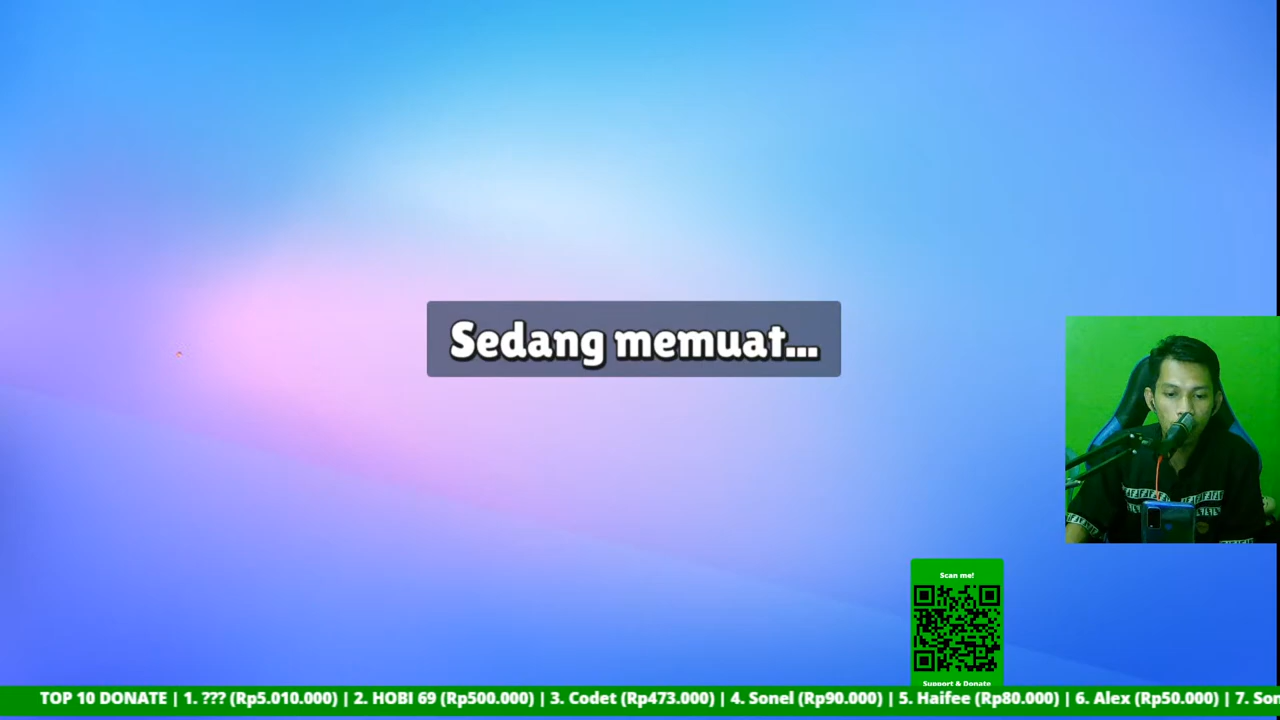 Sedang memuat...
Scan me!
Support & Donate
TOP 10 DONATE | 1. ??? (Rp5.010.000) | 2. HOBI 69 (Rp500.000) | 3. Codet (Rp473.000) | 4. Sonel (Rp90.000) | 5. Haifee (Rp80.000) | 6. Alex (Rp50.000) | 7. Son